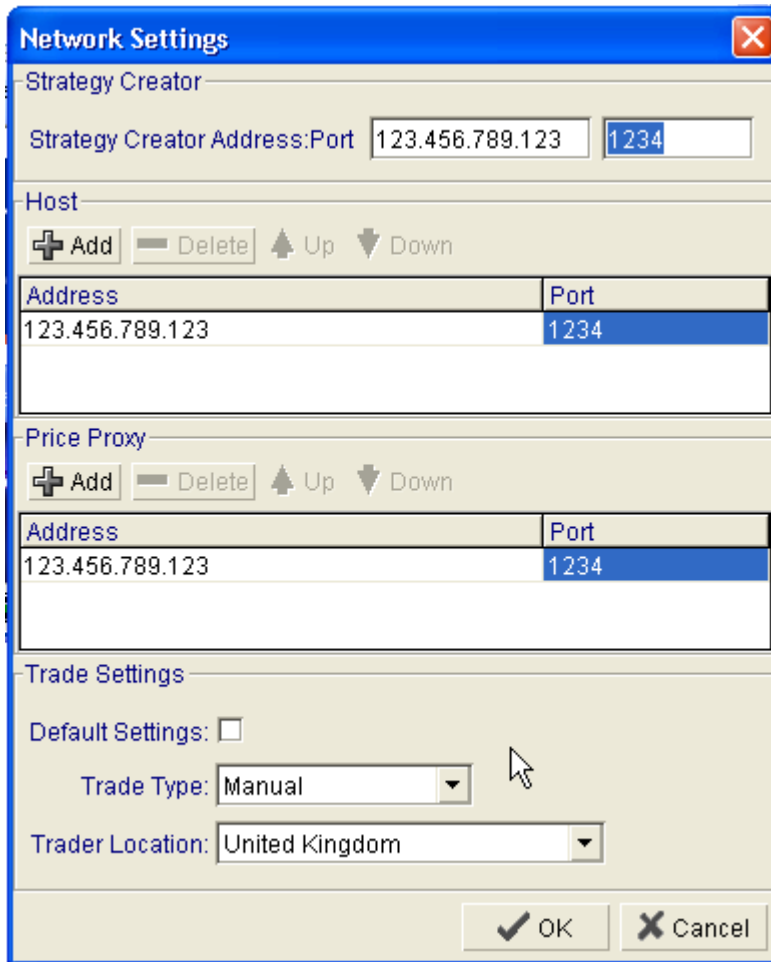 Network Settings
Strategy Creator
Strategy Creator Address:Port 123.456.789.123 1234
Host
Add Delete Up Down
Address Port
123.456.789.123 1234
Price Proxy
Add Delete Up Down
Address Port
123.456.789.123 1234
Trade Settings
Default Settings:
Trade Type: Manual
Trader Location: United Kingdom
OK Cancel